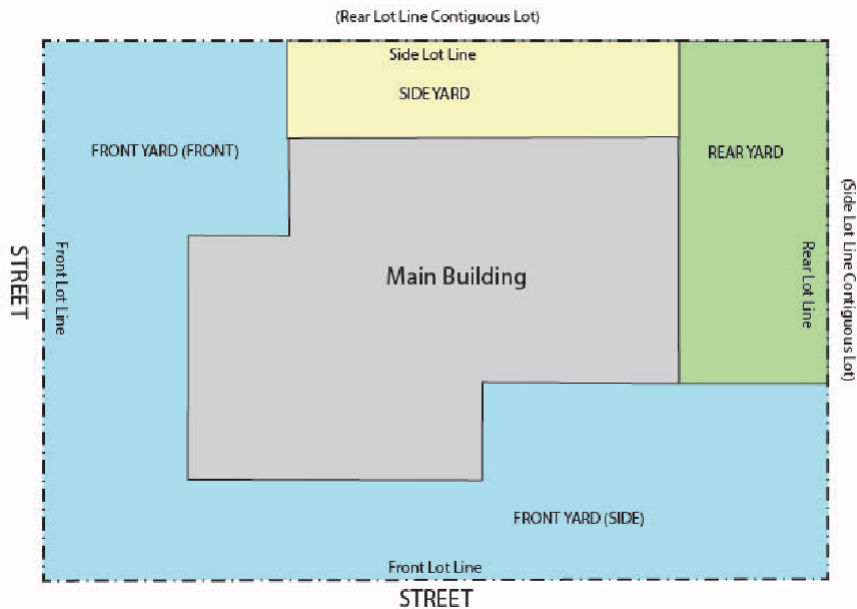 (Rear Lot Line Contiguous Lot)
Side Lot Line
SIDE YARD
FRONT YARD (FRONT)
REAR YARD
(Side Lot Line Contiguous Lot)
STREET
Front Lot Line
Main Building
Rear Lot Line
FRONT YARD (SIDE)
Front Lot Line
STREET